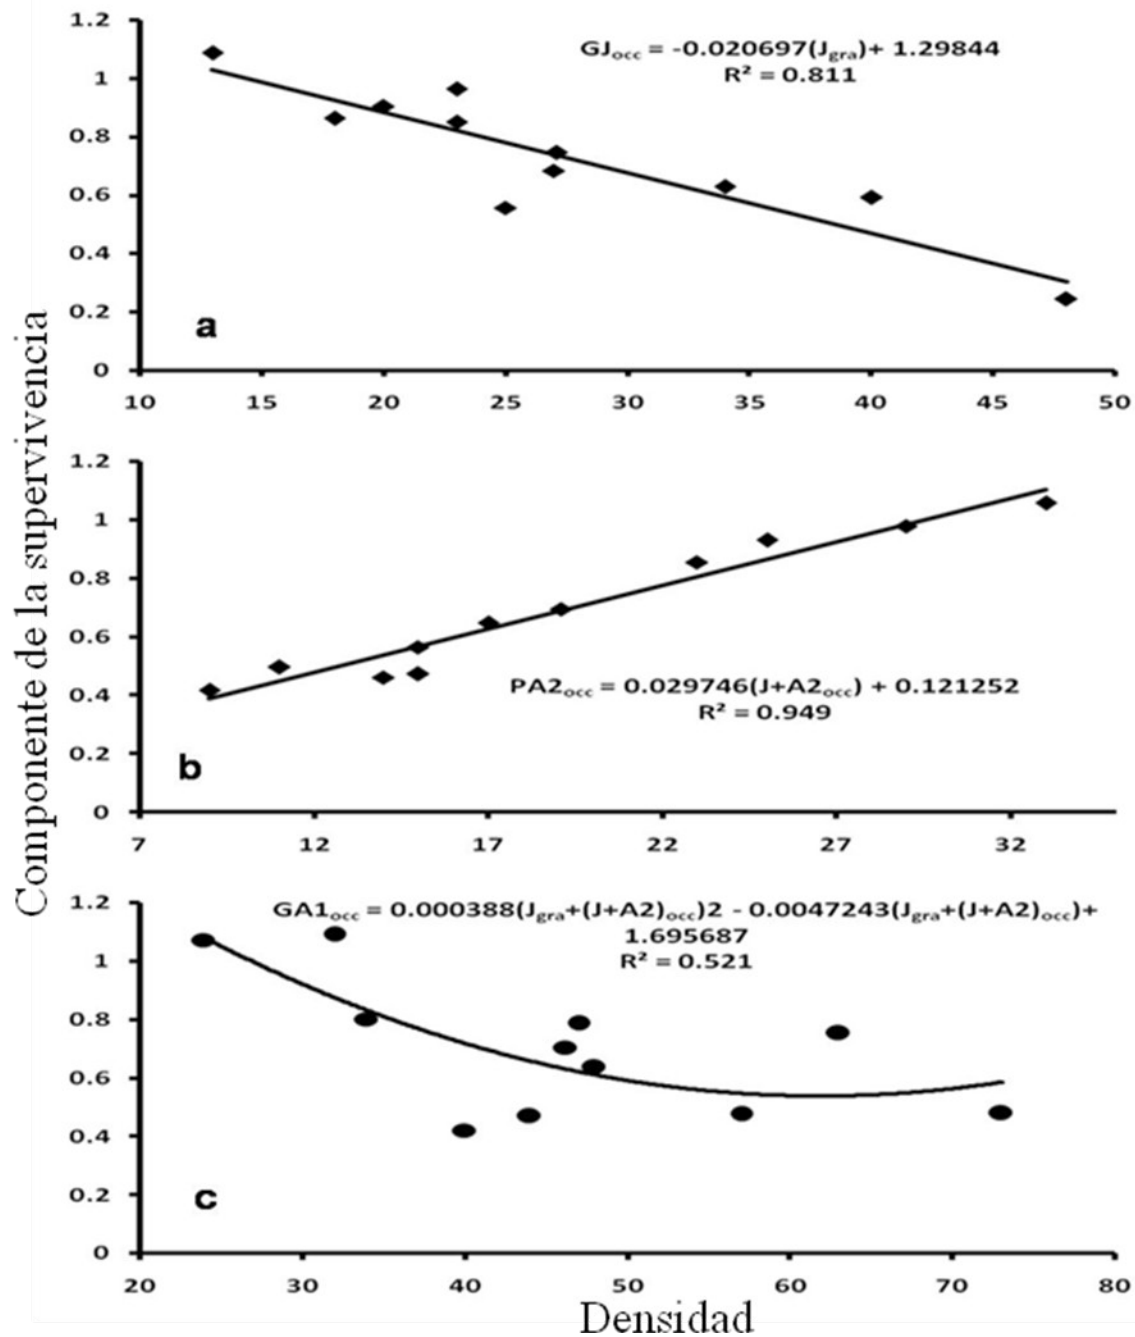 1.2
GJocc = -0.020697(Jgra)+ 1.29844
R² = 0.811
1
0.8
0.6
0.4
0.2
a
0
10 15 20 25 30 35 40 45 50
Componente de la supervivencia
1.2
1
0.8
0.6
PA2occ = 0.029746(J+A2occ) + 0.121252
0.4
R² = 0.949
0.2
b
0
7 12 17 22 27 32
1.2
GA1occ = 0.000388(Jgra+(J+A2)occ)2 - 0.0047243(Jgra+(J+A2)occ)+
1.695687
R² = 0.521
1
0.8
0.6
0.4
0.2
c
0
20 30 40 50 60 70 80
Densidad